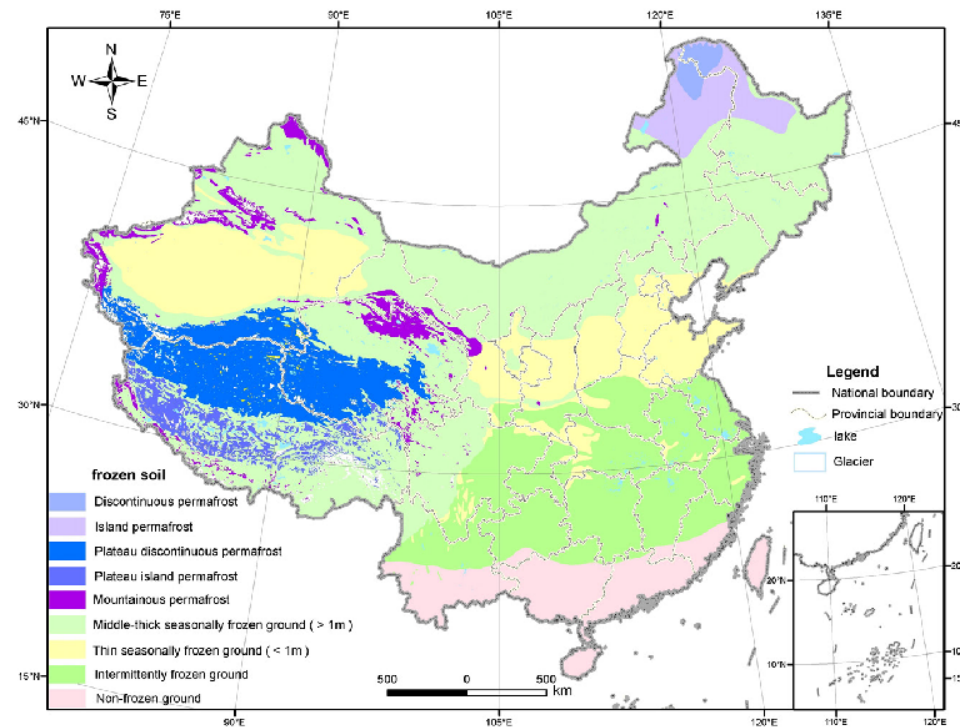 75°E 90°E 105°E 120°E 135°E
N
W E
S
45°N
45
30°N
30
15°N
Legend
National boundary
Provincial boundary
lake
Glacier
frozen soil
Discontinuous permafrost
Island permafrost
Plateau discontinuous permafrost
Plateau island permafrost
Mountainous permafrost
Middle-thick seasonally frozen ground ( > 1m )
Thin seasonally frozen ground ( < 1m )
Intermittently frozen ground
Non-frozen ground
500 0 500
km
110°E 120°E
20°N
20
10°N
10
15
110°E 120°E
90°E 105°E 120°E